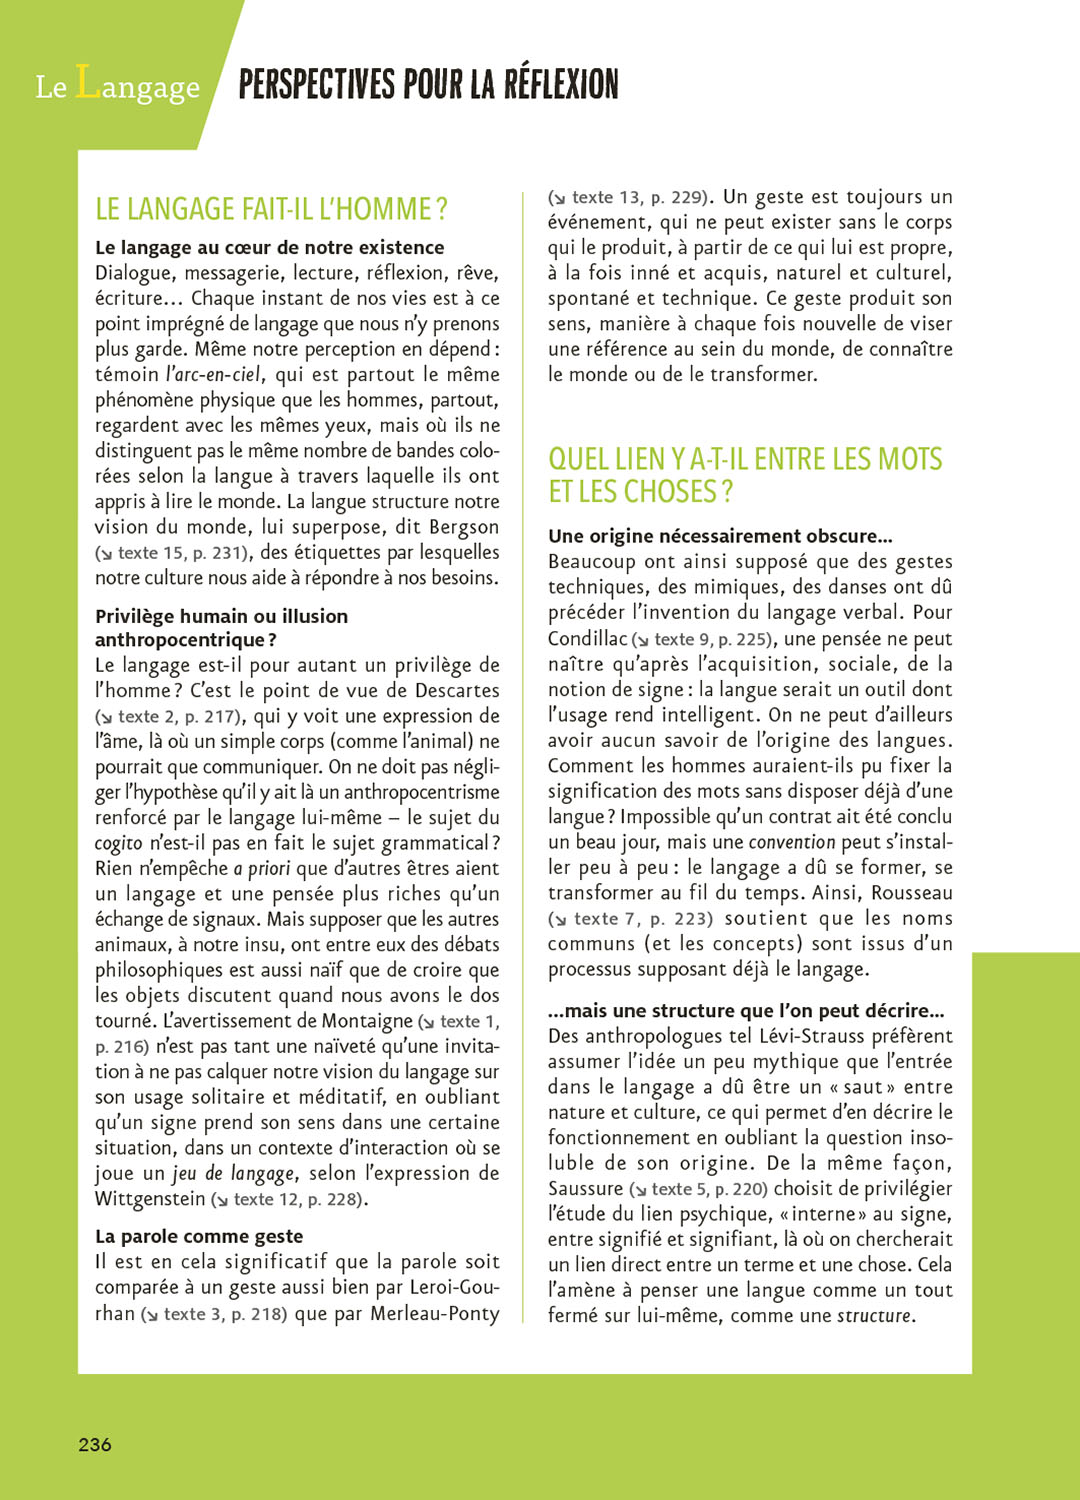 Le Langage
PERSPECTIVES POUR LA RÉFLEXION
LE LANGAGE FAIT-IL L'HOMME ?
Le langage au cœur de notre existence
Dialogue, messagerie, lecture, réflexion, rêve,
écriture... Chaque instant de nos vies est à ce
point imprégné de langage que nous n'y prenons
plus garde. Même notre perception en dépend :
témoin l'arc-en-ciel, qui est partout le même
phénomène physique que les hommes, partout,
regardent avec les mêmes yeux, mais où ils ne
distinguent pas le même nombre de bandes colo-
rées selon la langue à travers laquelle ils ont
appris à lire le monde. La langue structure notre
vision du monde, lui superpose, dit Bergson
(↘ texte 15, p. 231), des étiquettes par lesquelles
notre culture nous aide à répondre à nos besoins.
Privilège humain ou illusion
anthropocentrique ?
Le langage est-il pour autant un privilège de
l'homme ? C'est le point de vue de Descartes
(↘ texte 2, p. 217), qui y voit une expression de
l'âme, là où un simple corps (comme l'animal) ne
pourrait que communiquer. On ne doit pas négli-
ger l'hypothèse qu'il y ait là un anthropocentrisme
renforcé par le langage lui-même – le sujet du
cogito n'est-il pas en fait le sujet grammatical ?
Rien n'empêche a priori que d'autres êtres aient
un langage et une pensée plus riches qu'un
échange de signaux. Mais supposer que les autres
animaux, à notre insu, ont entre eux des débats
philosophiques est aussi naïf que de croire que
les objets discutent quand nous avons le dos
tourné. L'avertissement de Montaigne (↘ texte 1,
p. 216) n'est pas tant une naïveté qu'une invita-
tion à ne pas calquer notre vision du langage sur
son usage solitaire et méditatif, en oubliant
qu'un signe prend son sens dans une certaine
situation, dans un contexte d'interaction où se
joue un jeu de langage, selon l'expression de
Wittgenstein (↘ texte 12, p. 228).
La parole comme geste
Il est en cela significatif que la parole soit
comparée à un geste aussi bien par Leroi-Gou-
rhan (↘ texte 3, p. 218) que par Merleau-Ponty
(↘ texte 13, p. 229). Un geste est toujours un
événement, qui ne peut exister sans le corps
qui le produit, à partir de ce qui lui est propre,
à la fois inné et acquis, naturel et culturel,
spontané et technique. Ce geste produit son
sens, manière à chaque fois nouvelle de viser
une référence au sein du monde, de connaître
le monde ou de le transformer.
QUEL LIEN Y A-T-IL ENTRE LES MOTS
ET LES CHOSES ?
Une origine nécessairement obscure...
Beaucoup ont ainsi supposé que des gestes
techniques, des mimiques, des danses ont dû
précéder l'invention du langage verbal. Pour
Condillac (↘ texte 9, p. 225), une pensée ne peut
naître qu'après l'acquisition, sociale, de la
notion de signe : la langue serait un outil dont
l'usage rend intelligent. On ne peut d'ailleurs
avoir aucun savoir de l'origine des langues.
Comment les hommes auraient-ils pu fixer la
signification des mots sans disposer déjà d'une
langue ? Impossible qu'un contrat ait été conclu
un beau jour, mais une convention peut s'instal-
ler peu à peu : le langage a dû se former, se
transformer au fil du temps. Ainsi, Rousseau
(↘ texte 7, p. 223) soutient que les noms
communs (et les concepts) sont issus d'un
processus supposant déjà le langage.
...mais une structure que l'on peut décrire...
Des anthropologues tel Lévi-Strauss préfèrent
assumer l'idée un peu mythique que l'entrée
dans le langage a dû être un « saut » entre
nature et culture, ce qui permet d'en décrire le
fonctionnement en oubliant la question inso-
luble de son origine. De la même façon,
Saussure (↘ texte 5, p. 220) choisit de privilégier
l'étude du lien psychique, « interne » au signe,
entre signifié et signifiant, là où on chercherait
un lien direct entre un terme et une chose. Cela
l'amène à penser une langue comme un tout
fermé sur lui-même, comme une structure.
236